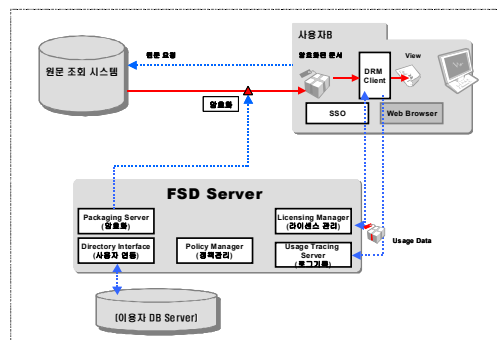 사용자B
원문 요청
암호화된 문서
View
원문 조회 시스템
DRM
Client
암호화
SSO
Web Browser
FSD Server
Packaging Server
(암호화)
Licensing Manager
(라이센스 관리)
Directory Interface
(사용자 연동)
Policy Manager
(정책관리)
Usage Tracing
Server
(로그기록)
Usage Data
(이용자 DB Server)